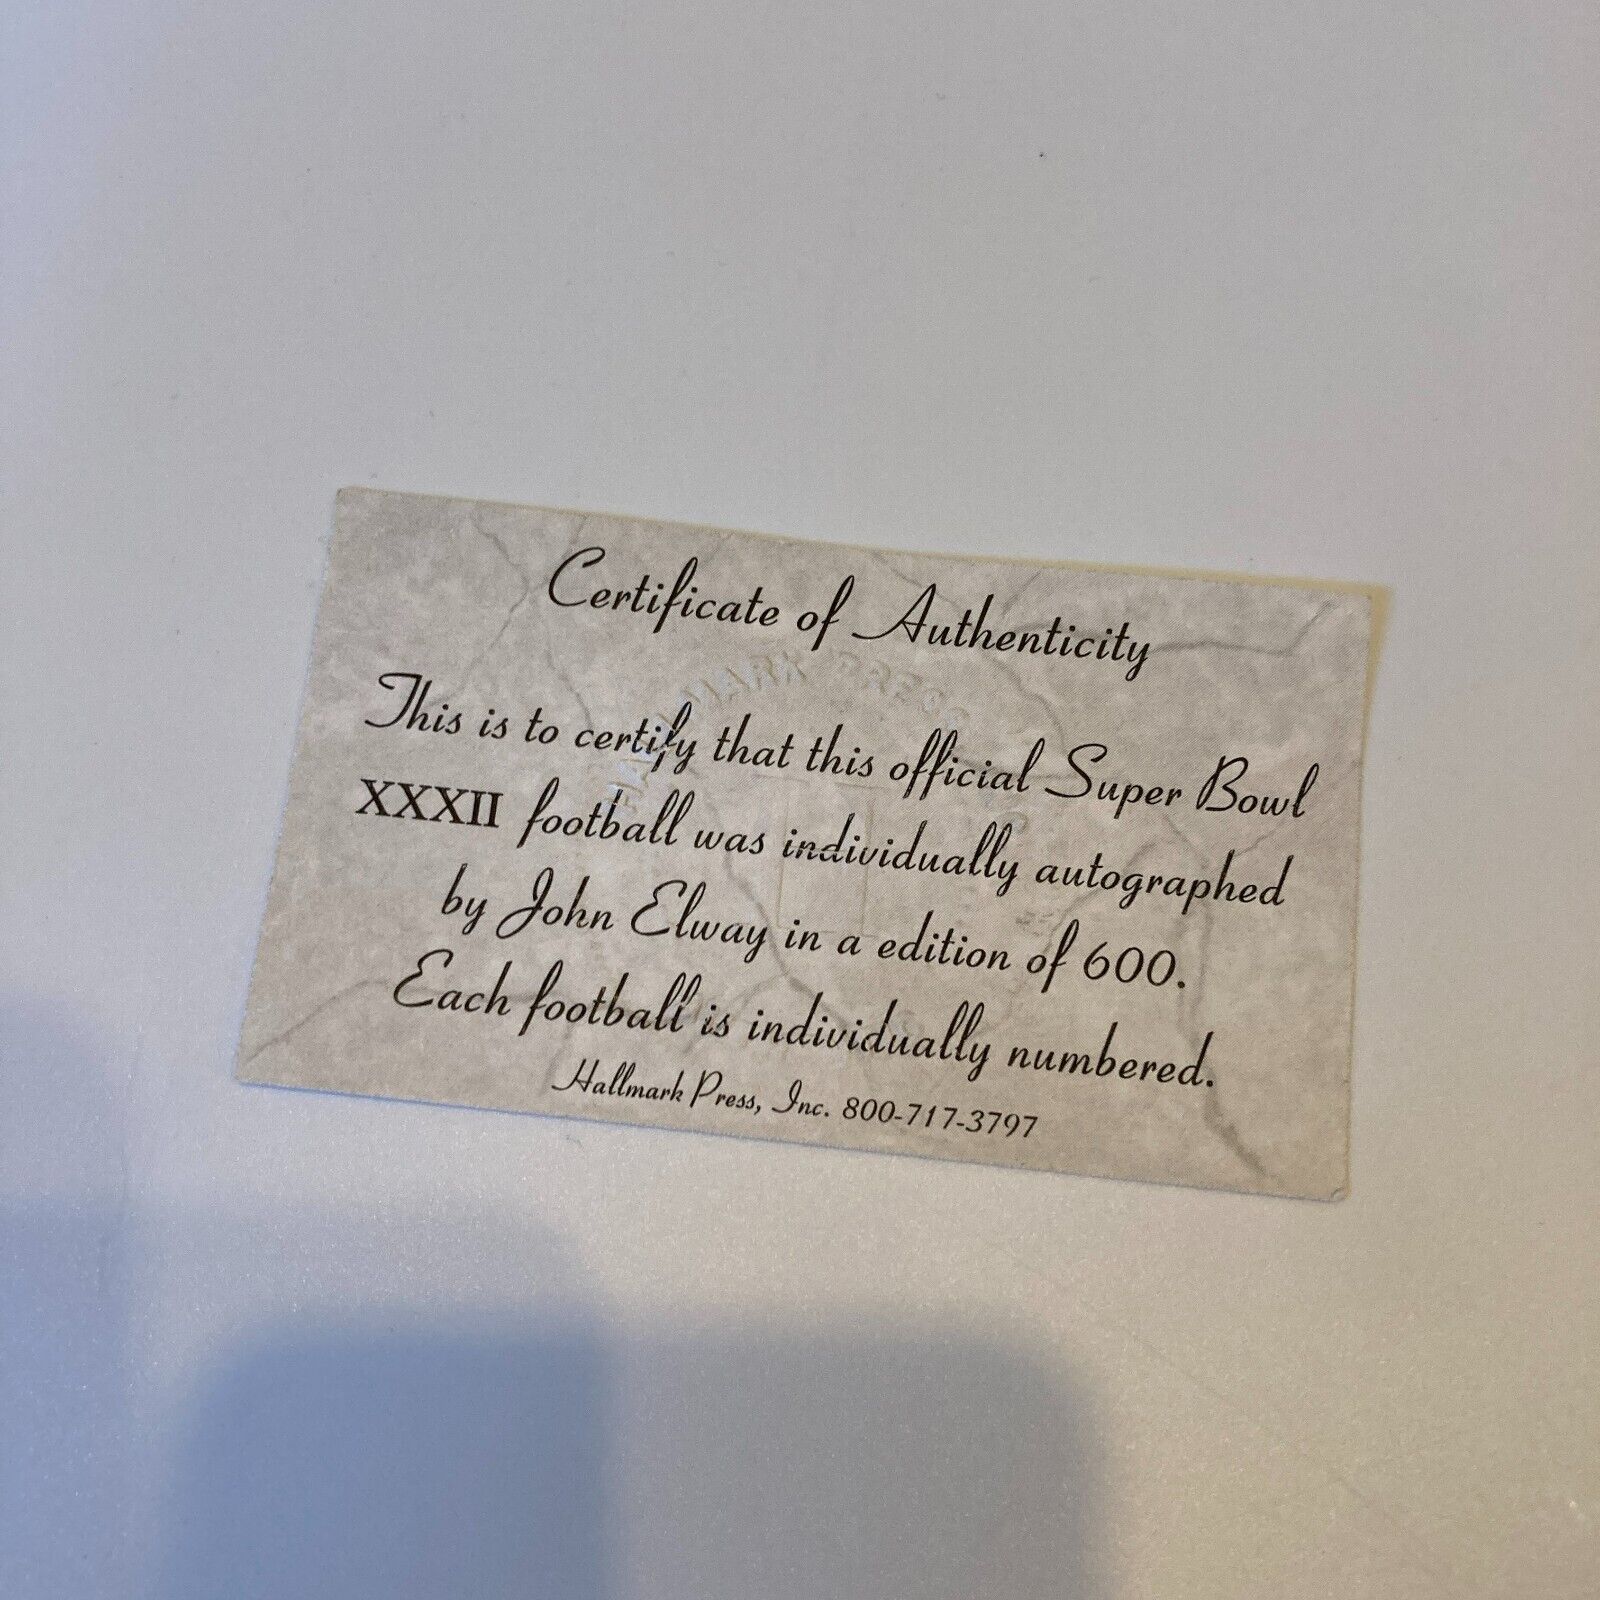 Certificate of Authenticity
This is to certify that this official Super Bowl
XXXII football was individually autographed
by John Elway in a edition of 600.
Each football is individually numbered.
Hallmark Press, Inc. 800-717-3797